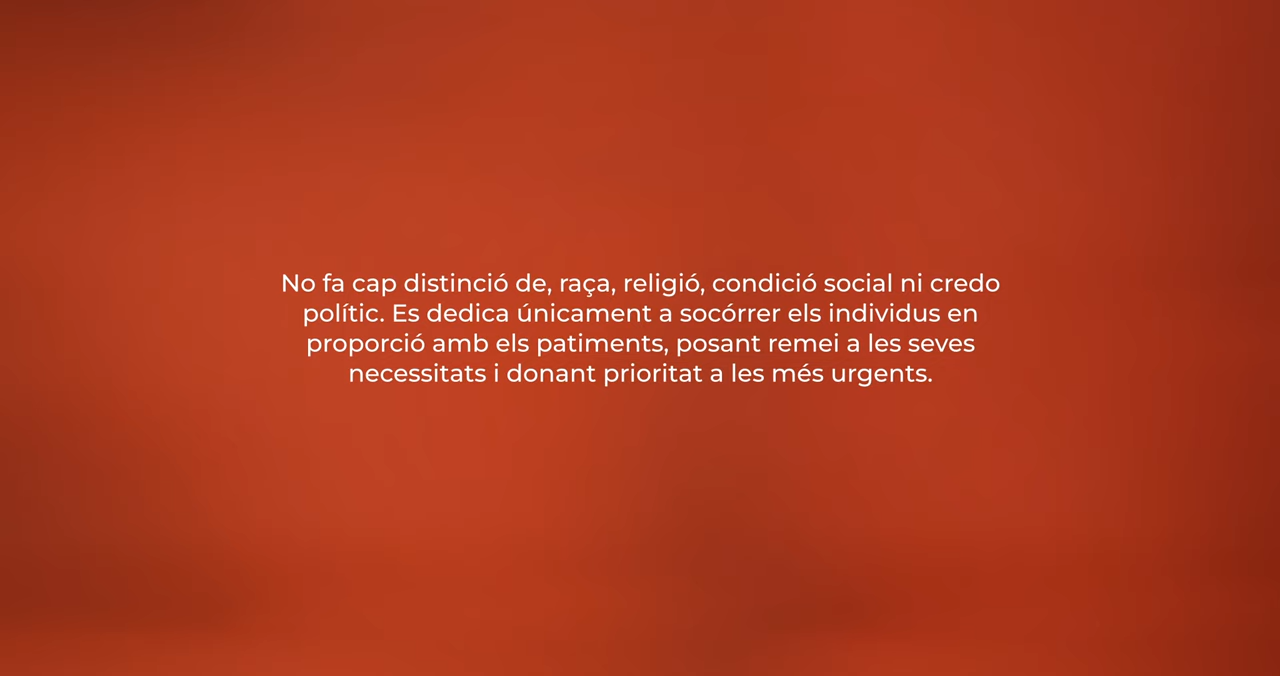 No fa cap distinció de, raça, religió, condició social ni credo
polític. Es dedica únicament a socórrer els individus en
proporció amb els patiments, posant remei a les seves
necessitats i donant prioritat a les més urgents.